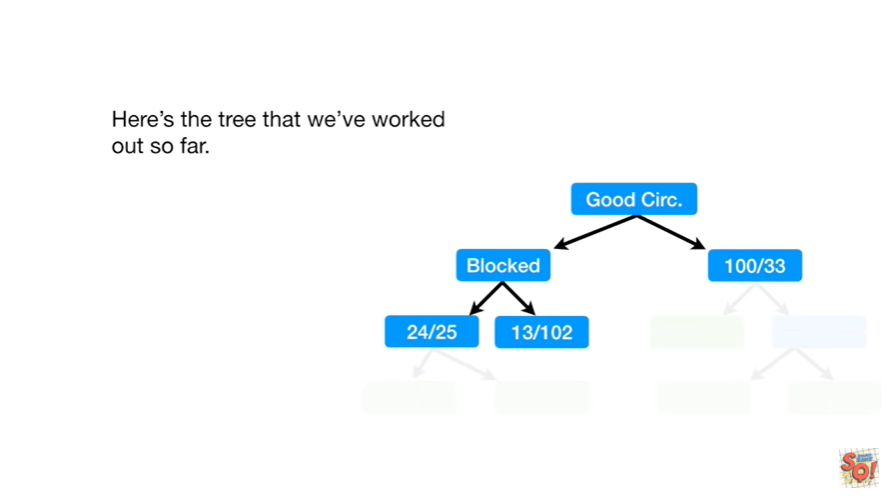 Here's the tree that we've worked
out so far.
Good Circ.
Blocked
100/33
24/25
13/102
SO!